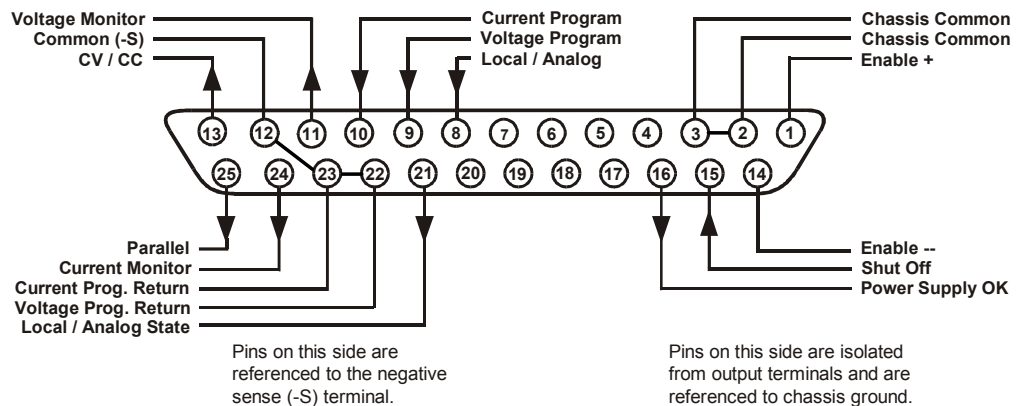 Voltage Monitor
Common (-S)
CV / CC
Current Program
Voltage Program
Local / Analog
Chassis Common
Chassis Common
Enable +
13 12 11 10 9 8 7 6 5 4 3 2 1
25 24 23 22 21 20 19 18 17 16 15 14
Parallel
Current Monitor
Current Prog. Return
Voltage Prog. Return
Local / Analog State
Enable --
Shut Off
Power Supply OK
Pins on this side are
referenced to the negative
sense (-S) terminal.
Pins on this side are isolated
from output terminals and are
referenced to chassis ground.